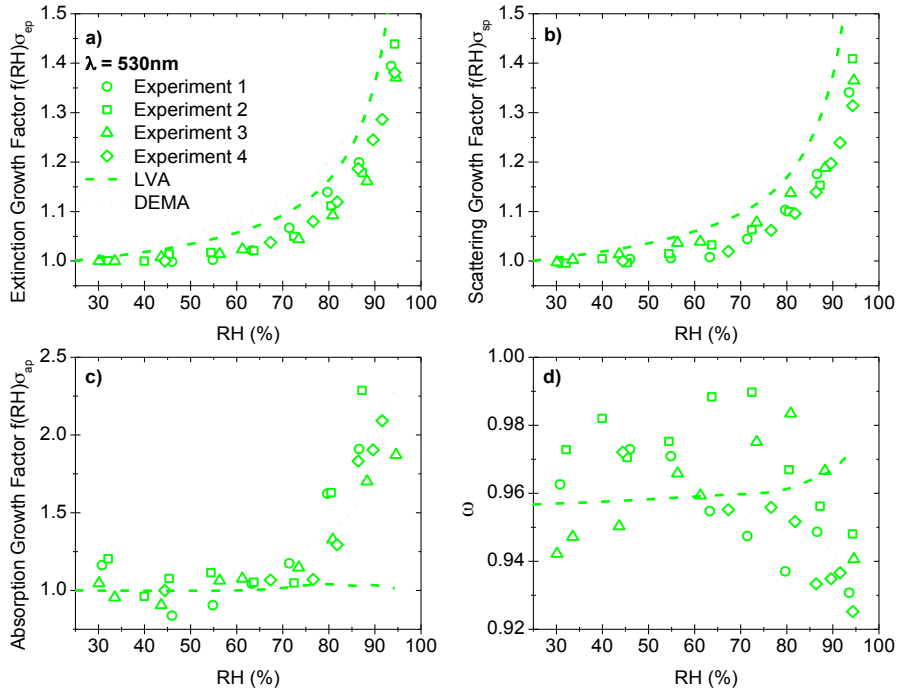 a)
λ = 530nm
Experiment 1
Experiment 2
Experiment 3
Experiment 4
LVA
DEMA
1.5
1.4
1.3
1.2
1.1
1.0
Extinction Growth Factor f(RH)σep
30 40 50 60 70 80 90 100
RH (%)
b)
1.5
1.4
1.3
1.2
1.1
1.0
Scattering Growth Factor f(RH)σsp
30 40 50 60 70 80 90 100
RH (%)
c)
2.5
2.0
1.5
1.0
Absorption Growth Factor f(RH)σap
30 40 50 60 70 80 90 100
RH (%)
d)
1.00
0.98
0.96
0.94
0.92
ω
30 40 50 60 70 80 90 100
RH (%)